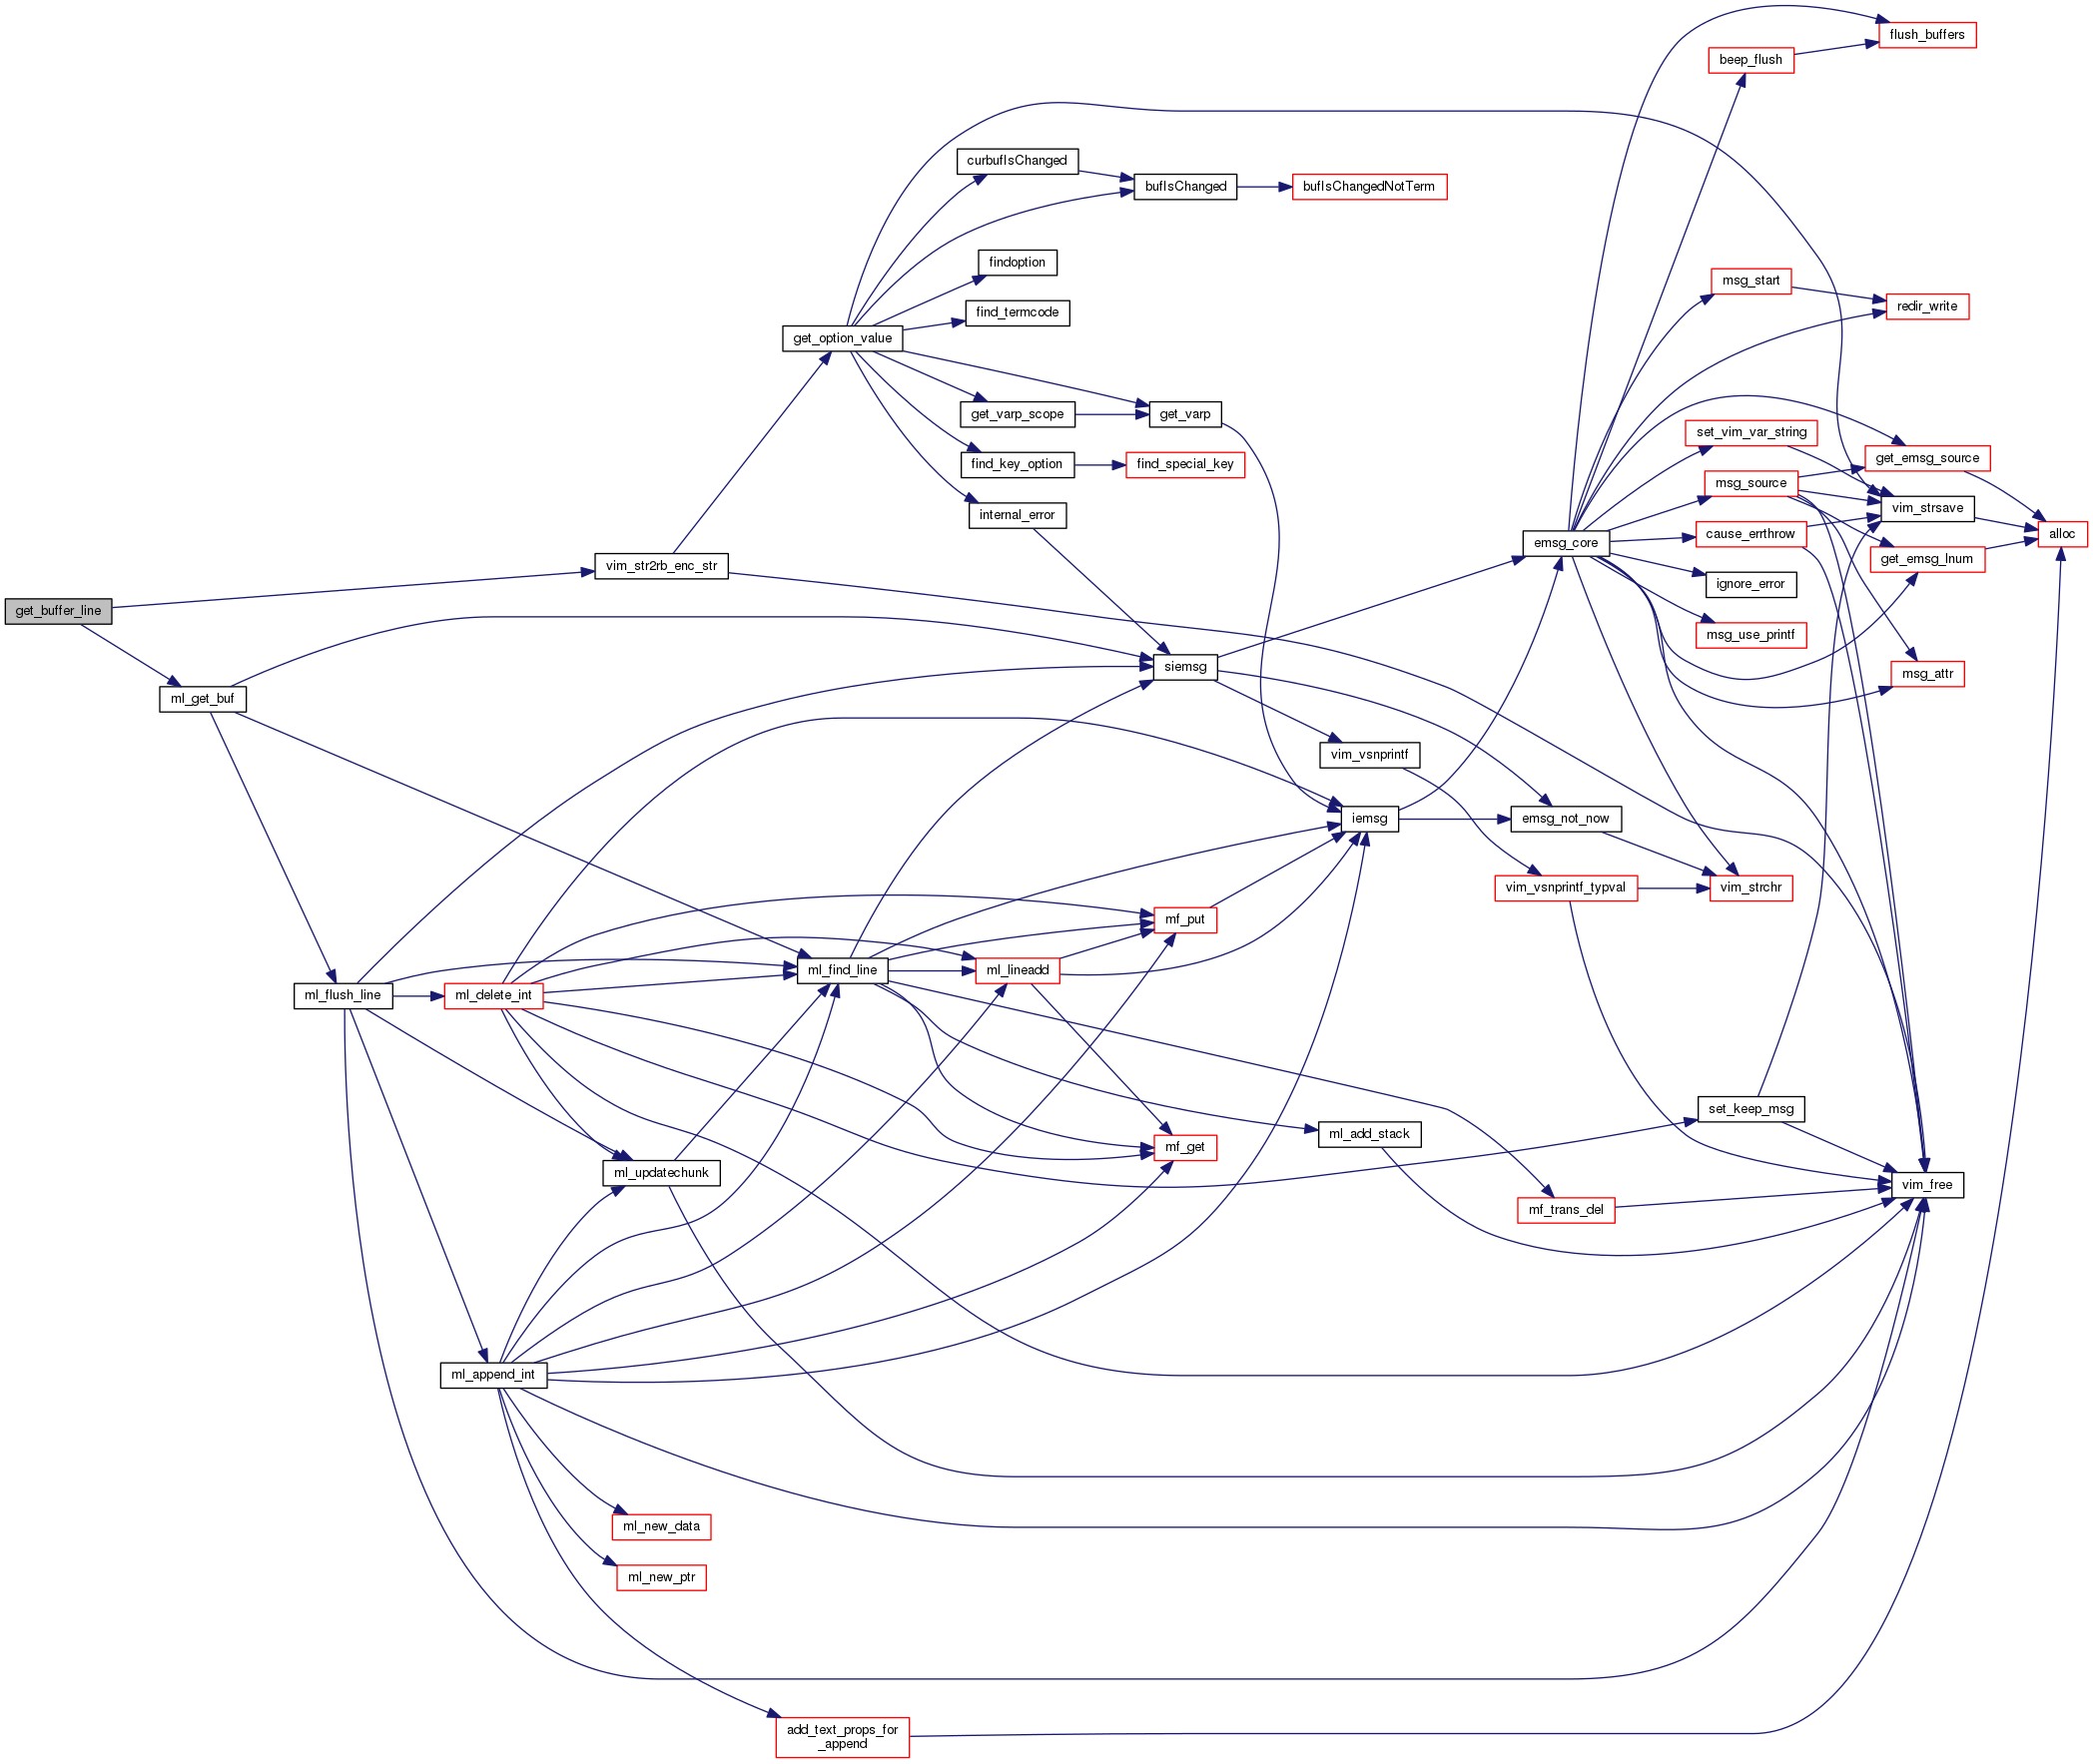 flush_buffers
beep_flush
curbufIsChanged
bufIsChanged
bufIsChangedNotTerm
findoption
msg_start
redir_write
find_termcode
get_option_value
get_varp_scope
get_varp
set_vim_var_string
get_emsg_source
find_key_option
find_special_key
msg_source
vim_strsave
internal_error
cause_errthrow
alloc
emsg_core
get_emsg_lnum
vim_str2rb_enc_str
ignore_error
get_buffer_line
msg_use_printf
siemsg
msg_attr
ml_get_buf
vim_vsnprintf
iemsg
emsg_not_now
vim_vsnprintf_typval
vim_strchr
mf_put
ml_find_line
ml_lineadd
ml_flush_line
ml_delete_int
set_keep_msg
ml_add_stack
mf_get
ml_updatechunk
vim_free
mf_trans_del
ml_append_int
ml_new_data
ml_new_ptr
add_text_props_for
_append